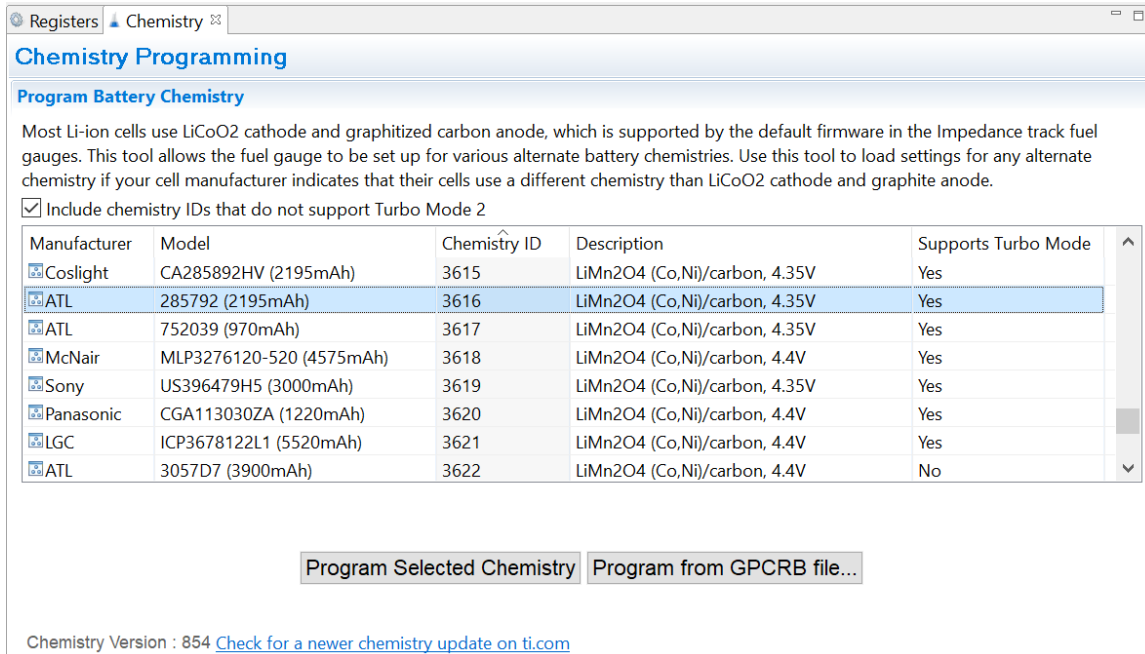 Registers Chemistry
Chemistry Programming
Program Battery Chemistry
Most Li-ion cells use LiCoO2 cathode and graphitized carbon anode, which is supported by the default firmware in the Impedance track fuel
gauges. This tool allows the fuel gauge to be set up for various alternate battery chemistries. Use this tool to load settings for any alternate
chemistry if your cell manufacturer indicates that their cells use a different chemistry than LiCoO2 cathode and graphite anode.
Include chemistry IDs that do not support Turbo Mode 2
Manufacturer Model Chemistry ID Description Supports Turbo Mode
Coslight CA285892HV (2195mAh) 3615 LiMn2O4 (Co,Ni)/carbon, 4.35V Yes
ATL 285792 (2195mAh) 3616 LiMn2O4 (Co,Ni)/carbon, 4.35V Yes
ATL 752039 (970mAh) 3617 LiMn2O4 (Co,Ni)/carbon, 4.35V Yes
McNair MLP3276120-520 (4575mAh) 3618 LiMn2O4 (Co,Ni)/carbon, 4.4V Yes
Sony US396479H5 (3000mAh) 3619 LiMn2O4 (Co,Ni)/carbon, 4.35V Yes
Panasonic CGA113030ZA (1220mAh) 3620 LiMn2O4 (Co,Ni)/carbon, 4.4V Yes
LGC ICP3678122L1 (5520mAh) 3621 LiMn2O4 (Co,Ni)/carbon, 4.4V Yes
ATL 3057D7 (3900mAh) 3622 LiMn2O4 (Co,Ni)/carbon, 4.4V No
Program Selected Chemistry Program from GPCRB file...
Chemistry Version : 854 Check for a newer chemistry update on ti.com